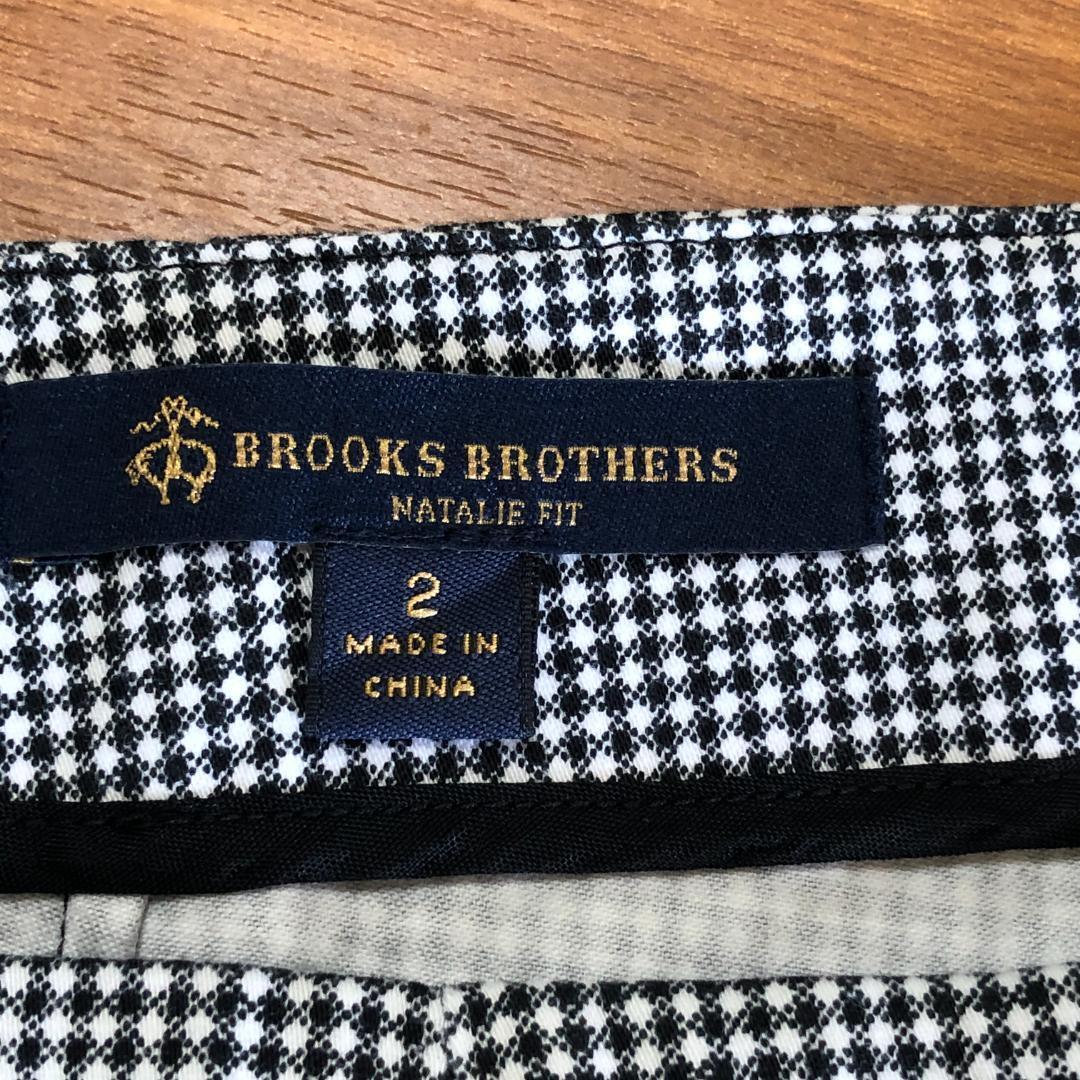 BROOKS BROTHERS
NATALIE FIT
2
MADE IN
CHINA